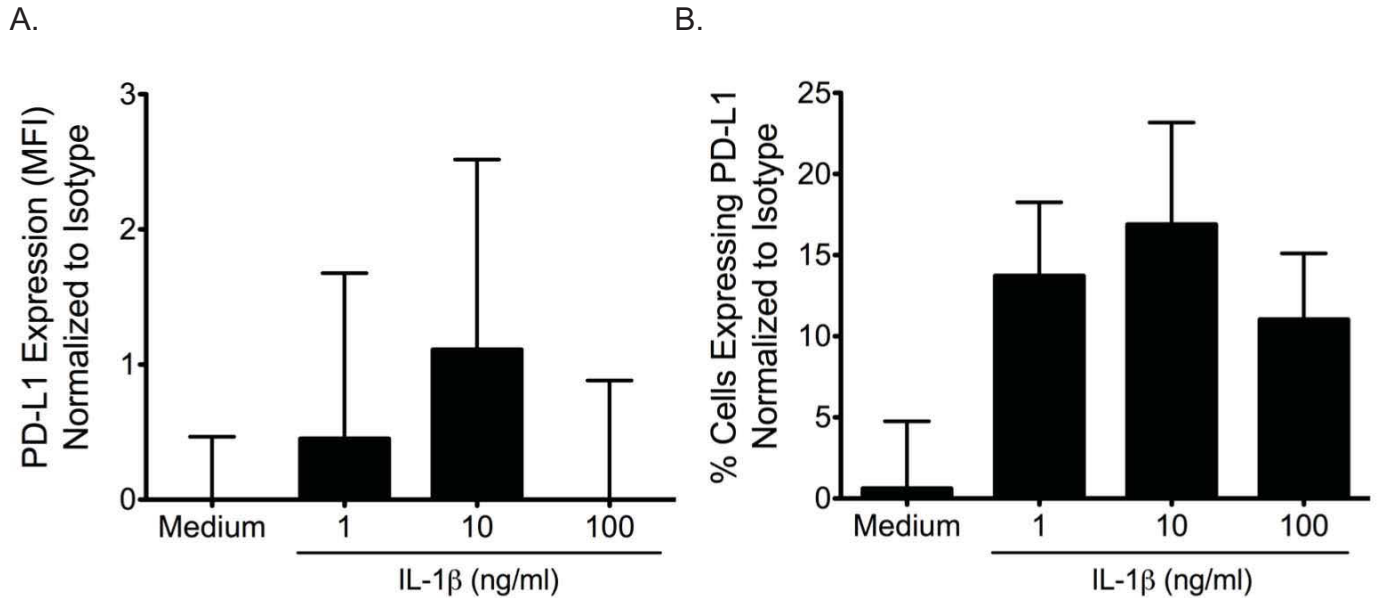 A.
PD-L1 Expression (MFI)
Normalized to Isotype
3
2
1
0
Medium 1 10 100
IL-1β (ng/ml)
B.
% Cells Expressing PD-L1
Normalized to Isotype
25
20
15
10
5
0
Medium 1 10 100
IL-1β (ng/ml)